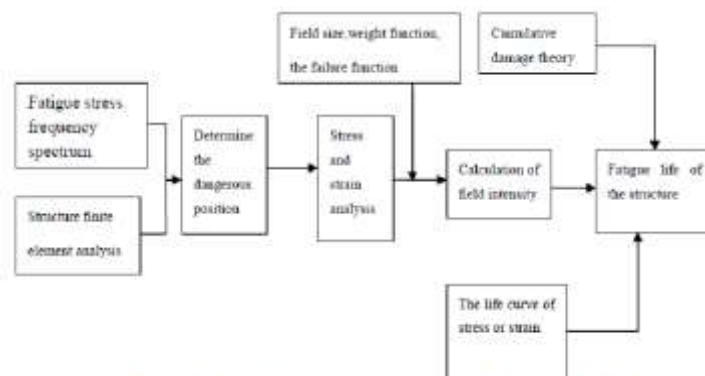 Field size,weight function,
the failure function
Cumulative
damage theory
Fatigue stress
frequency
spectrum
Structure finite
element analysis
Determine
the
dangerous
position
Stress
and
strain
analysis
Calculation of
field intensity
Fatigue life of
the structure
The life curve of
stress or strain